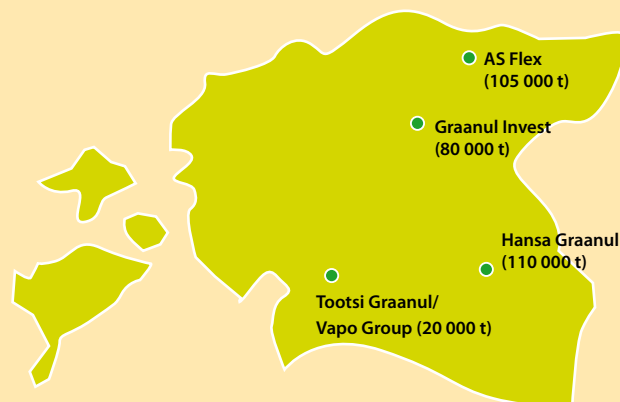 AS Flex
(105 000 t)
Graanul Invest
(80 000 t)
Hansa Graanul
(110 000 t)
Tootsi Graanul/
Vapo Group (20 000 t)